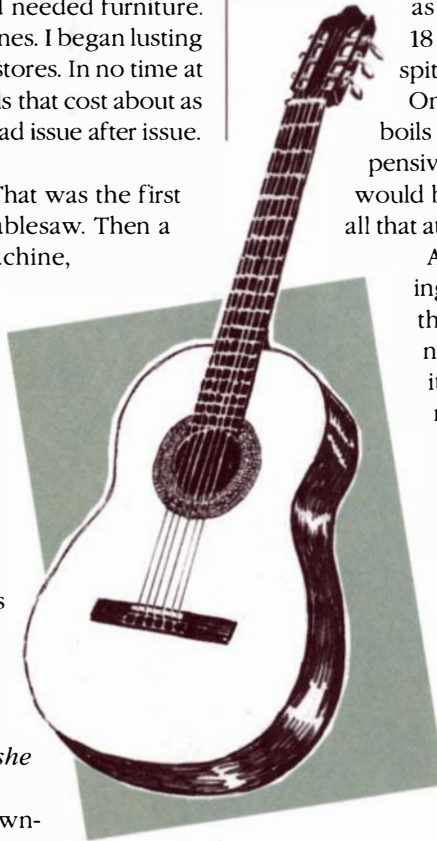 needed furniture.
nes. I began lusting
stores. In no time at
s that cost about as
ad issue after issue.
That was the first
ablesaw. Then a
achine,
s
she
wn-
as
18
spit
On
boils
pensiv
would b
all that at
A
ing
th
n
it